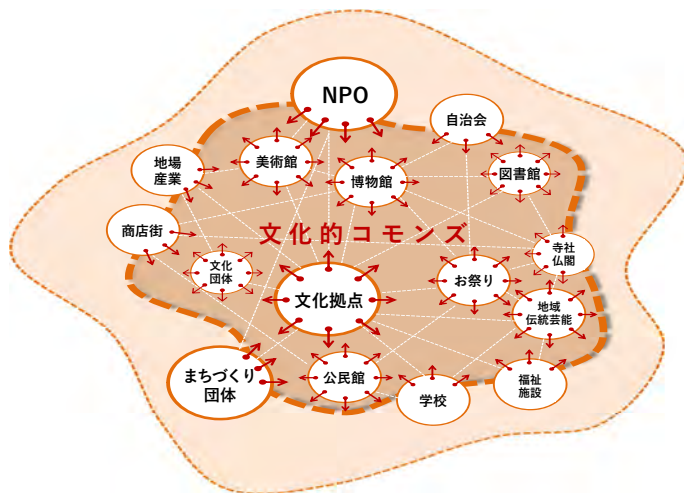 NPO
自治会
美術館
地場
産業
博物館
図書館
商店街
文化的コモンズ
寺社
仏閣
文化
団体
お祭り
文化拠点
地域
伝統芸能
まちづくり
団体
公民館
学校
福祉
施設